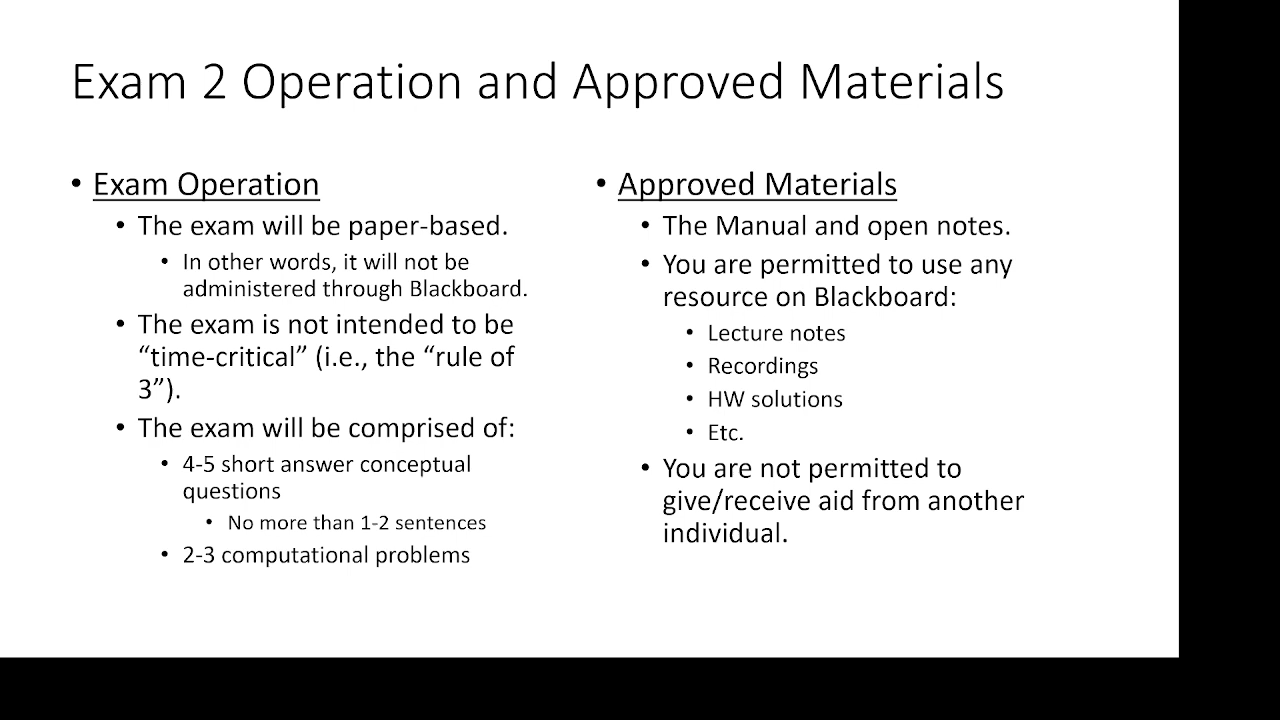 Exam 2 Operation and Approved Materials
• Exam Operation
• The exam will be paper-based.
• In other words, it will not be
administered through Blackboard.
• The exam is not intended to be
“time-critical” (i.e., the “rule of
3”).
• The exam will be comprised of:
• 4-5 short answer conceptual
questions
• No more than 1-2 sentences
• 2-3 computational problems
• Approved Materials
• The Manual and open notes.
• You are permitted to use any
resource on Blackboard:
• Lecture notes
• Recordings
• HW solutions
• Etc.
• You are not permitted to
give/receive aid from another
individual.